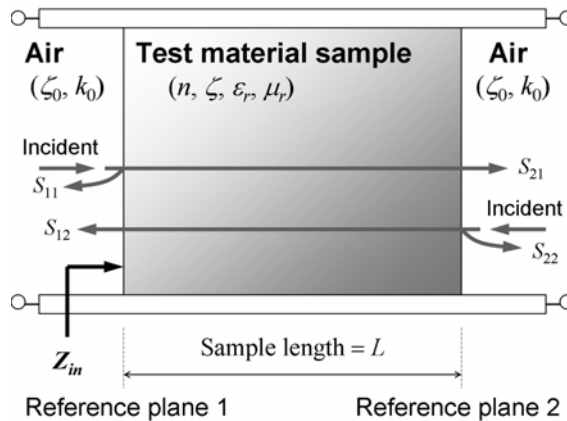 Air Test material sample Air
(ζ₀, k₀) (n, ζ, εᵣ, μᵣ) (ζ₀, k₀)
Incident
S₁₁ S₂₁
S₁₂ Incident
S₂₂
Z_in
Sample length = L
Reference plane 1 Reference plane 2